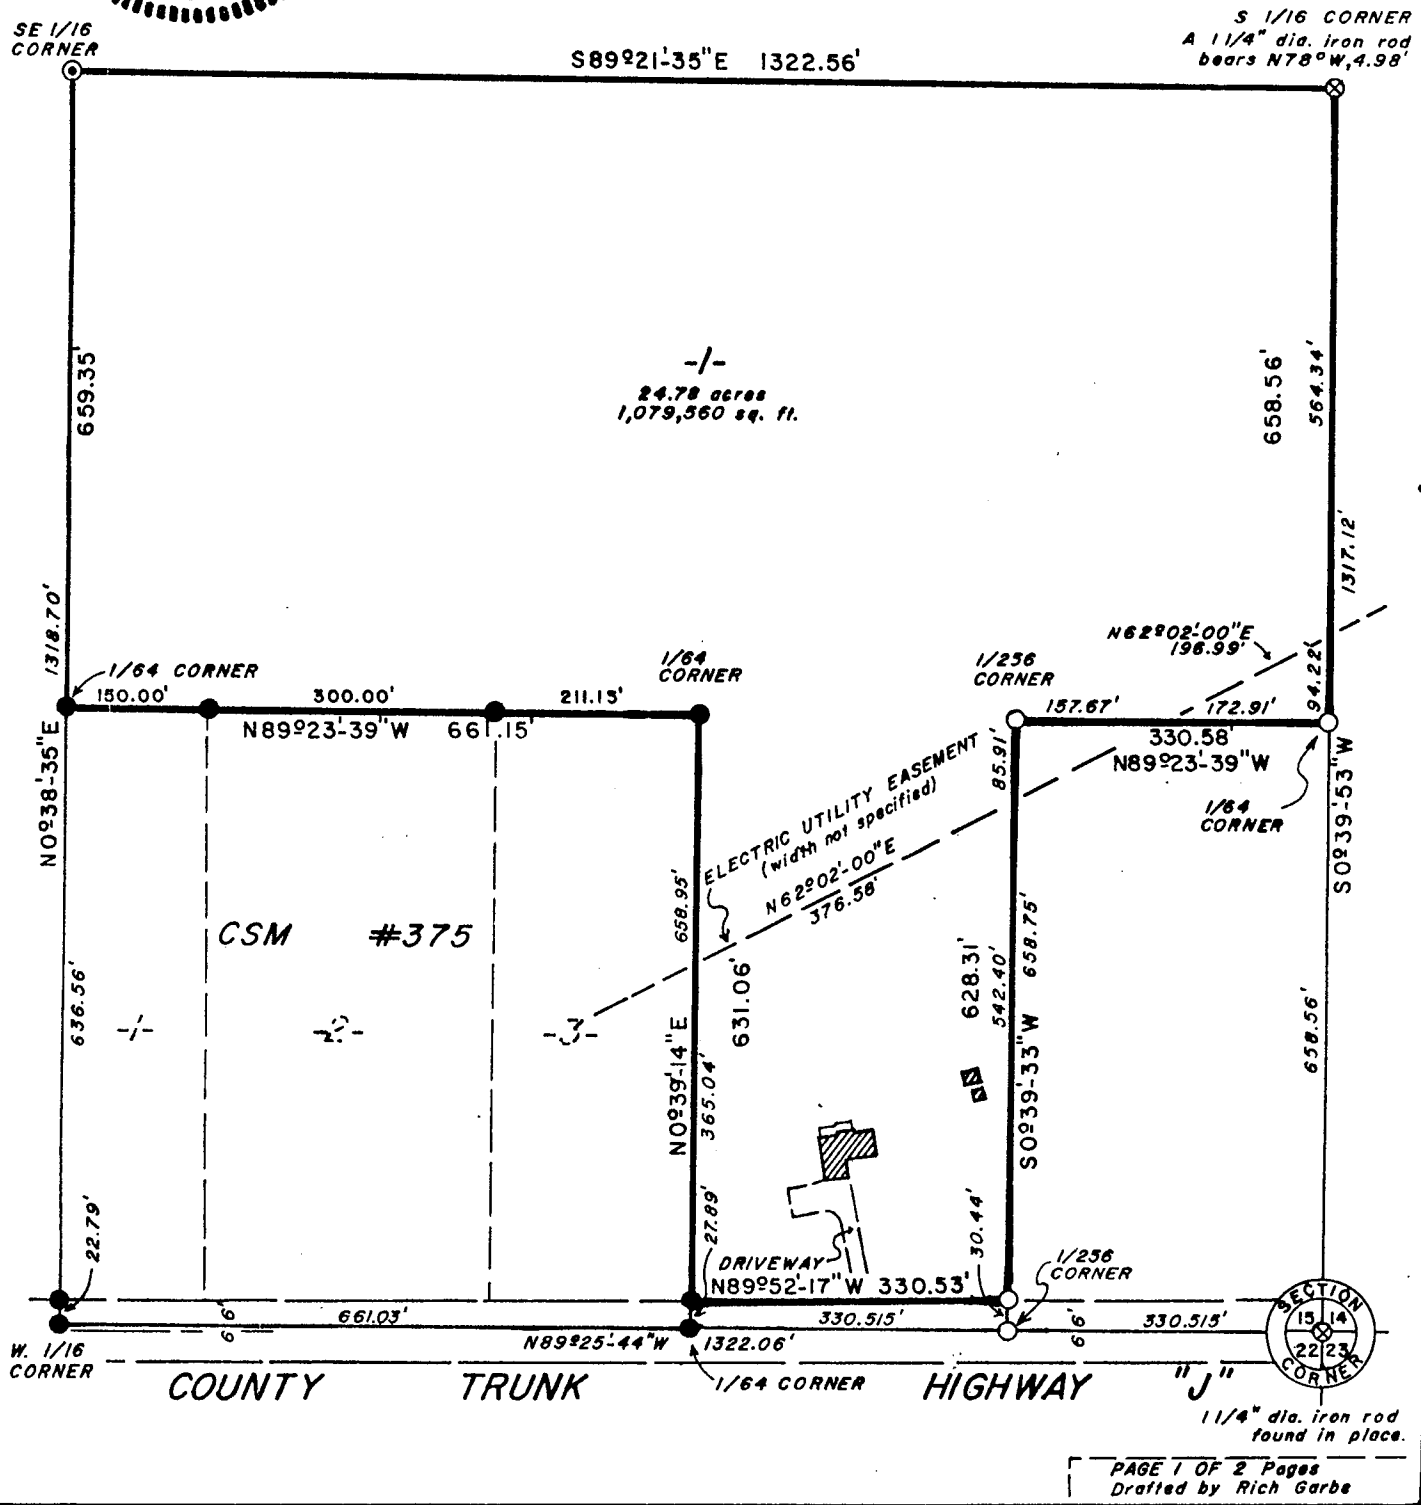 SE 1/16
CORNER
S 1/16 CORNER
A 1 1/4" dia. iron rod
bears N78°W, 4.98'
S89°21'-35"E 1322.56'
659.35'
-1-
24.78 acres
1,079,560 sq. ft.
658.56'
564.34'
1317.12'
1318.70'
N62°02'-00"E
196.99'
94.22'
1/64 CORNER
1/64
CORNER
1/256
CORNER
150.00'
300.00'
211.15'
N89°23'-39"W 661.15'
157.67'
172.91'
330.58'
N89°23'-39"W
1/64
CORNER
N0°38'-35"E
85.91'
S0°39'-53"W
ELECTRIC UTILITY EASEMENT
(width not specified)
N62°02'-00"E
376.58'
658.95'
CSM #375
631.06'
628.31'
542.40'
658.75'
636.56'
-1-
-2-
-3-
658.56'
N0°39'-14"E
365.04'
S0°39'-33"W
22.79'
27.89'
30.44'
DRIVEWAY
N89°52'-17"W 330.53'
1/256
CORNER
66'
661.03'
330.515'
66'
330.515'
SECTION
15 14
22 23
CORNER
N89°25'-44"W 1322.06'
W. 1/16
CORNER
1/64 CORNER
COUNTY TRUNK HIGHWAY "J"
1 1/4" dia. iron rod
found in place.
PAGE 1 OF 2 Pages
Drafted by Rich Garbe